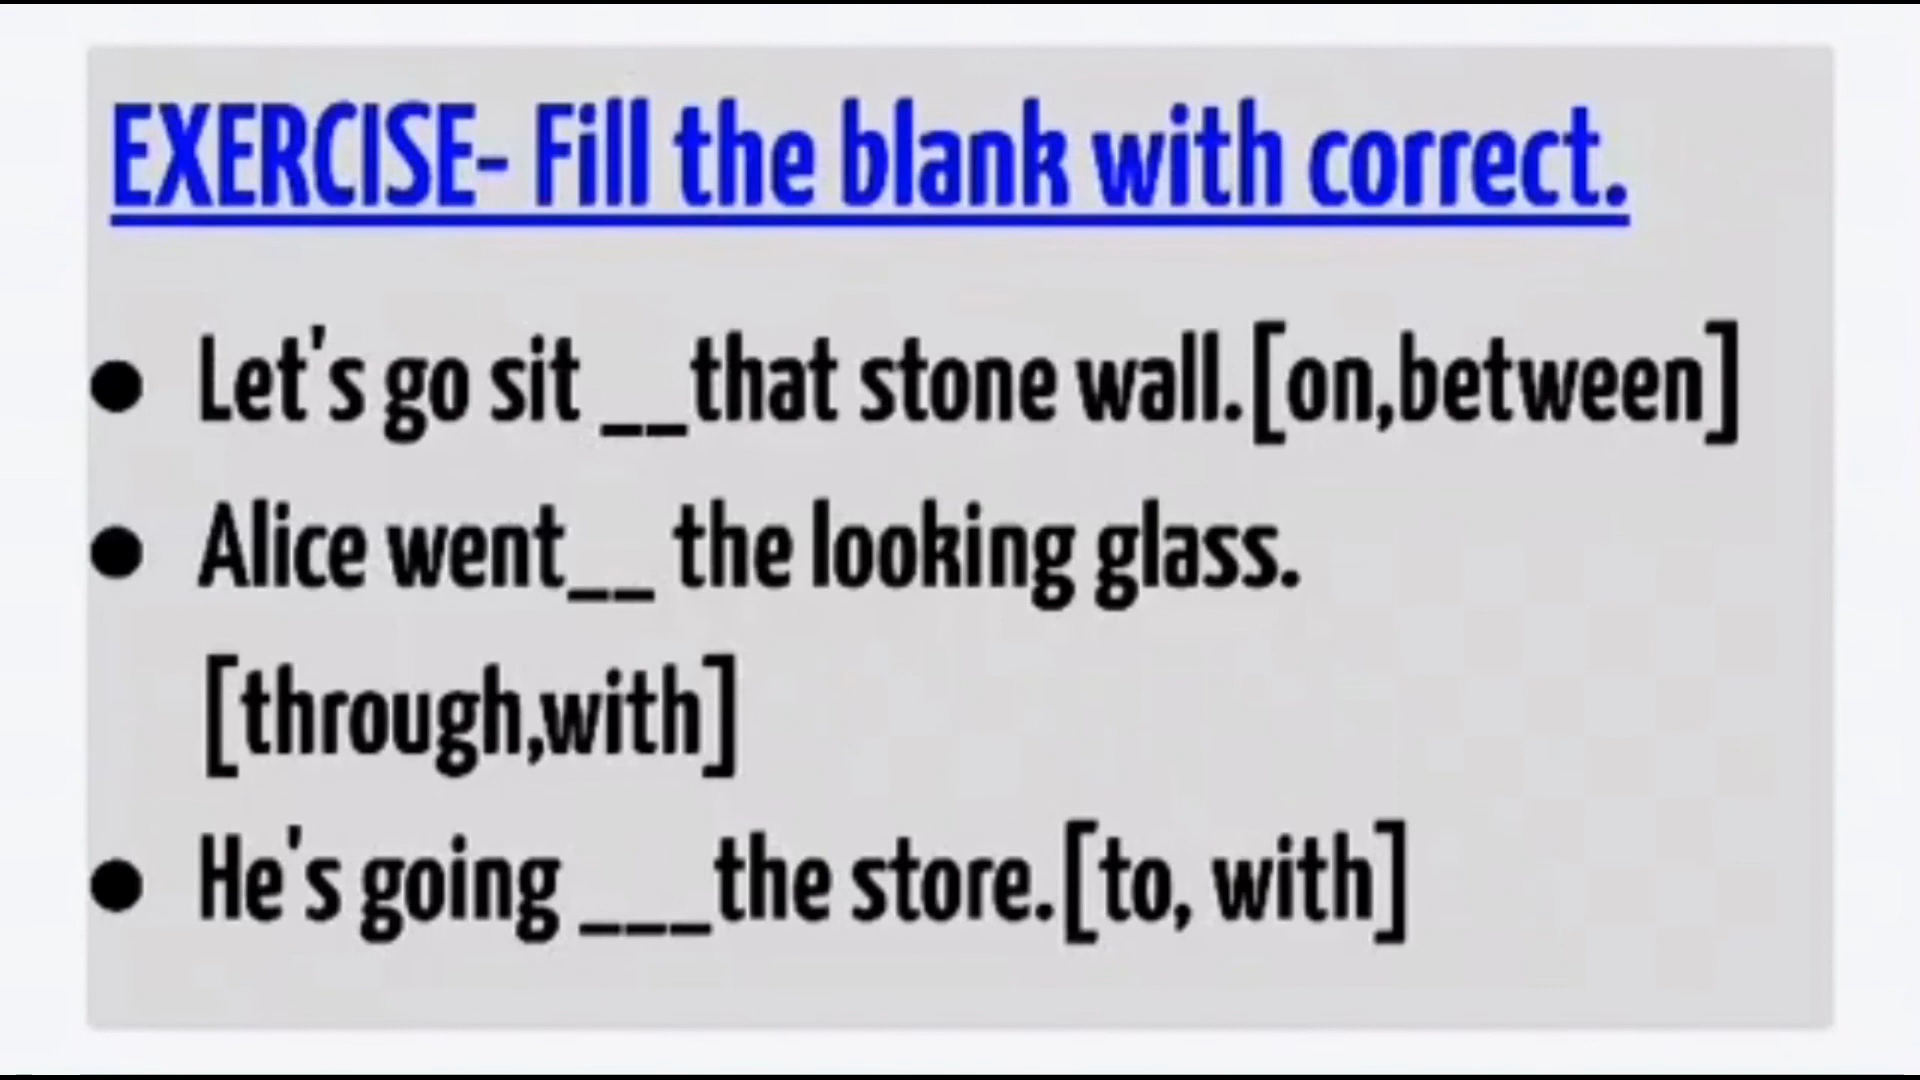 EXERCISE- Fill the blank with correct.
● Let's go sit __that stone wall.[on,between]
● Alice went__ the looking glass.
[through,with]
● He's going ___the store.[to, with]